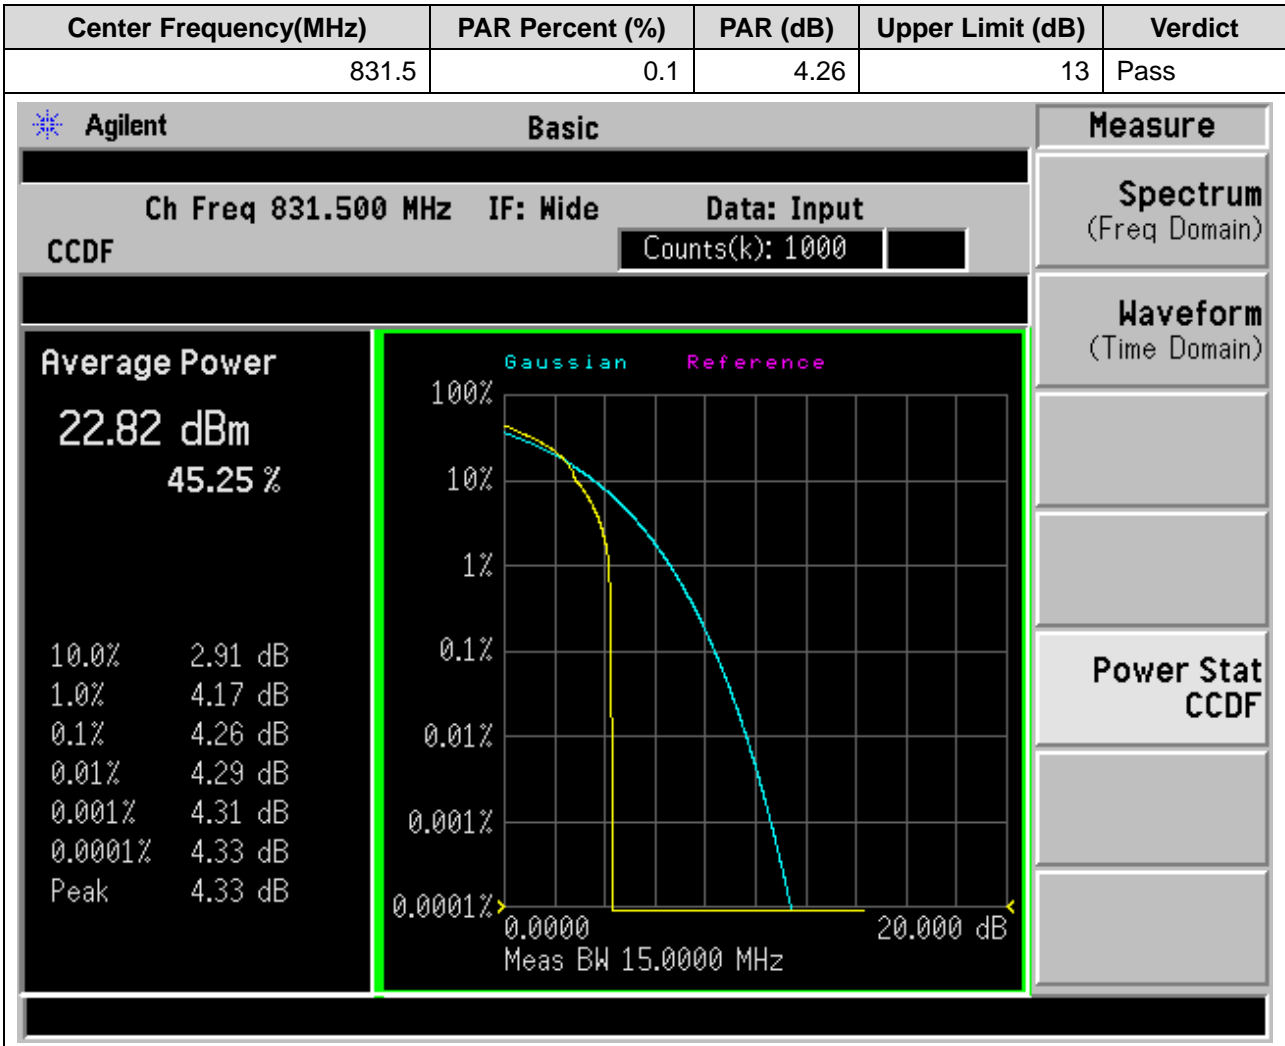 Center Frequency(MHz) PAR Percent (%) PAR (dB) Upper Limit (dB) Verdict
831.5 0.1 4.26 13 Pass
Agilent Basic Measure
Ch Freq 831.500 MHz IF: Wide Data: Input
CCDF Counts(k): 1000
Spectrum
(Freq Domain)
Waveform
(Time Domain)
Power Stat
CCDF
Average Power
22.82 dBm
45.25 %
10.0% 2.91 dB
1.0% 4.17 dB
0.1% 4.26 dB
0.01% 4.29 dB
0.001% 4.31 dB
0.0001% 4.33 dB
Peak 4.33 dB
Gaussian Reference
100%
10%
1%
0.1%
0.01%
0.001%
0.0001%
0.0000 20.000 dB
Meas BW 15.0000 MHz